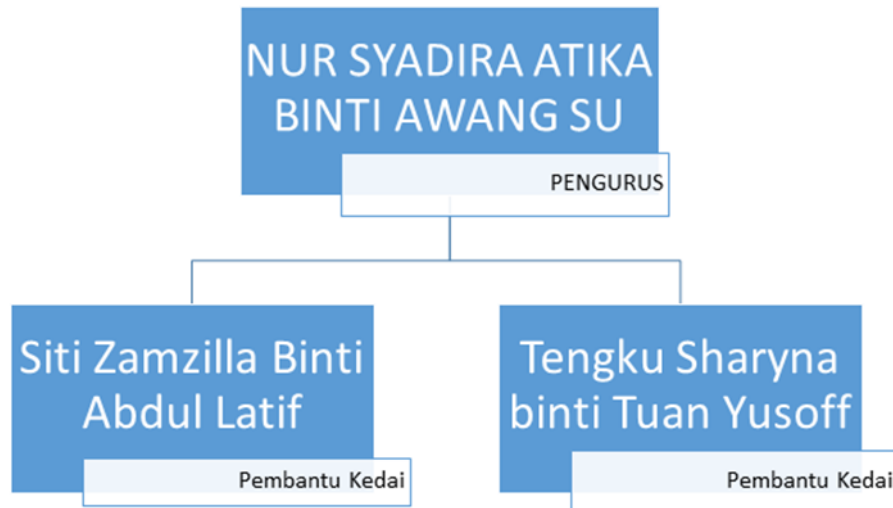 NUR SYADIRA ATIKA
BINTI AWANG SU
PENGURUS
Siti Zamzilla Binti
Abdul Latif
Pembantu Kedai
Tengku Sharyna
binti Tuan Yusoff
Pembantu Kedai